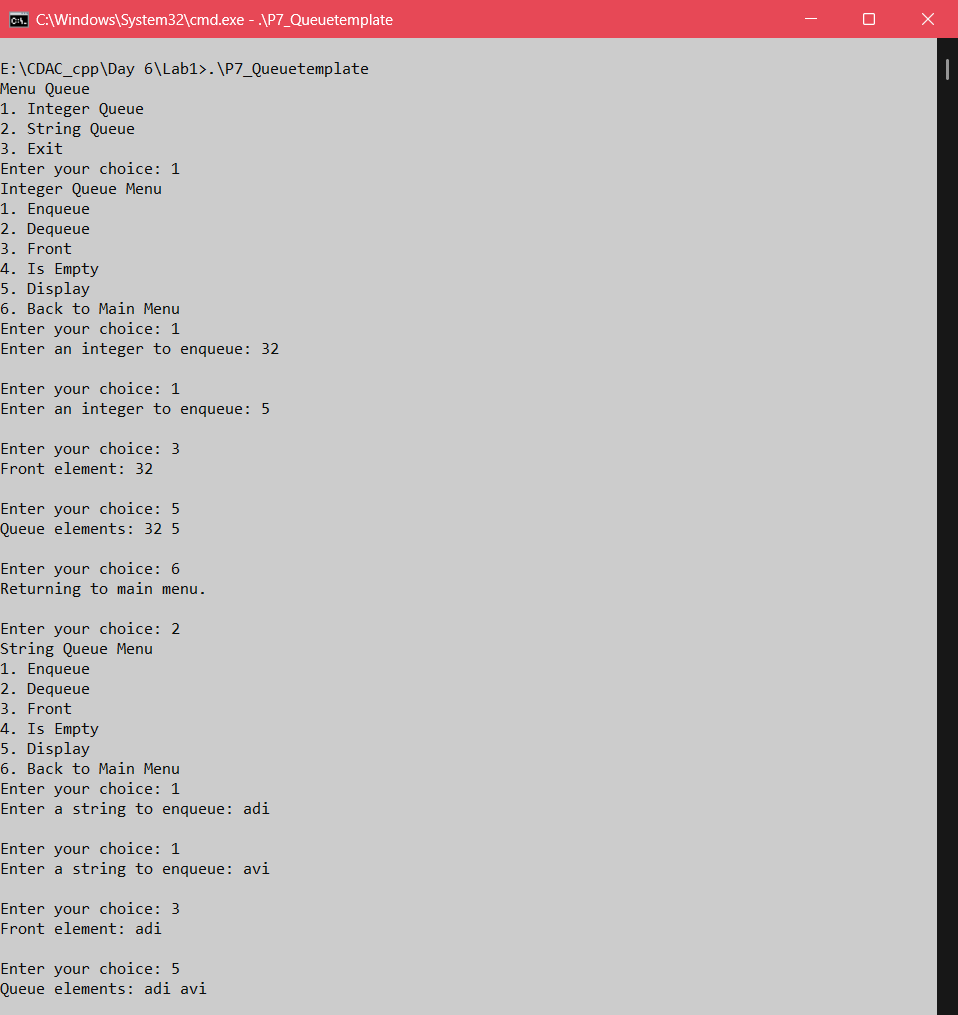 C:\Windows\System32\cmd.exe - .\P7_Queuetemplate
E:\CDAC_cpp\Day 6\Lab1>.\P7_Queuetemplate
Menu Queue
1. Integer Queue
2. String Queue
3. Exit
Enter your choice: 1
Integer Queue Menu
1. Enqueue
2. Dequeue
3. Front
4. Is Empty
5. Display
6. Back to Main Menu
Enter your choice: 1
Enter an integer to enqueue: 32
Enter your choice: 1
Enter an integer to enqueue: 5
Enter your choice: 3
Front element: 32
Enter your choice: 5
Queue elements: 32 5
Enter your choice: 6
Returning to main menu.
Enter your choice: 2
String Queue Menu
1. Enqueue
2. Dequeue
3. Front
4. Is Empty
5. Display
6. Back to Main Menu
Enter your choice: 1
Enter a string to enqueue: adi
Enter your choice: 1
Enter a string to enqueue: avi
Enter your choice: 3
Front element: adi
Enter your choice: 5
Queue elements: adi avi